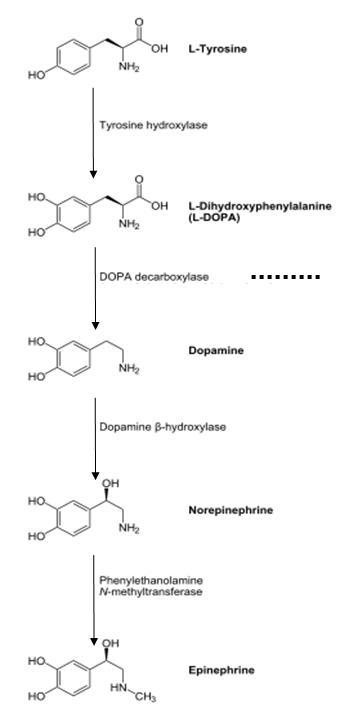 O
OH
NH₂
HO
L-Tyrosine
Tyrosine hydroxylase
O
HO
OH
NH₂
HO
L-Dihydroxyphenylalanine
(L-DOPA)
DOPA decarboxylase
HO
HO
NH₂
Dopamine
Dopamine β-hydroxylase
OH
HO
HO
NH₂
Norepinephrine
Phenylethanolamine
N-methyltransferase
OH
HO
HO
HN
CH₃
Epinephrine